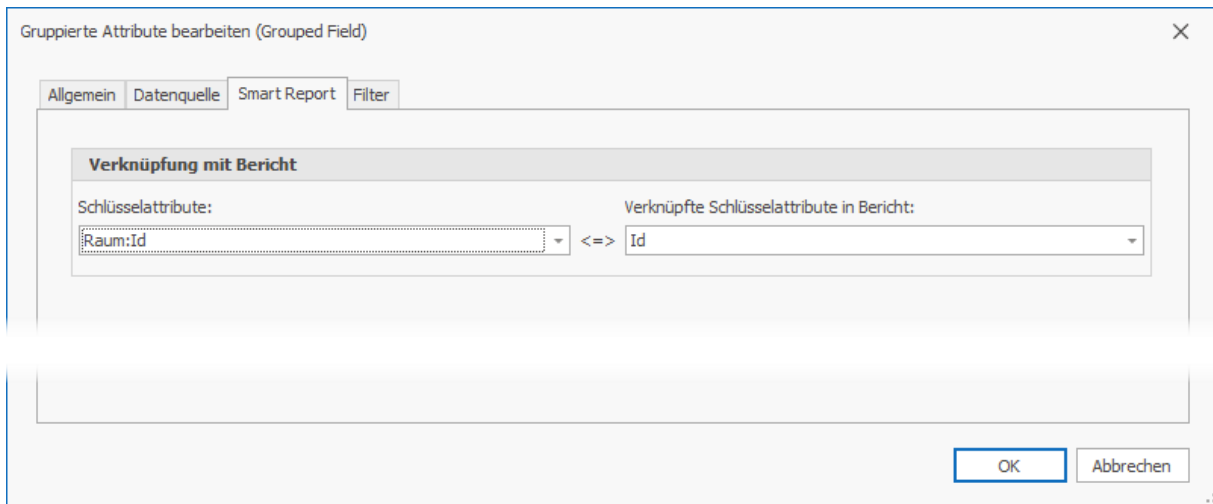 Gruppierte Attribute bearbeiten (Grouped Field)
Allgemein Datenquelle Smart Report Filter
Verknüpfung mit Bericht
Schlüsselattribute: Verknüpfte Schlüsselattribute in Bericht:
Raum:Id <=> Id
OK Abbrechen